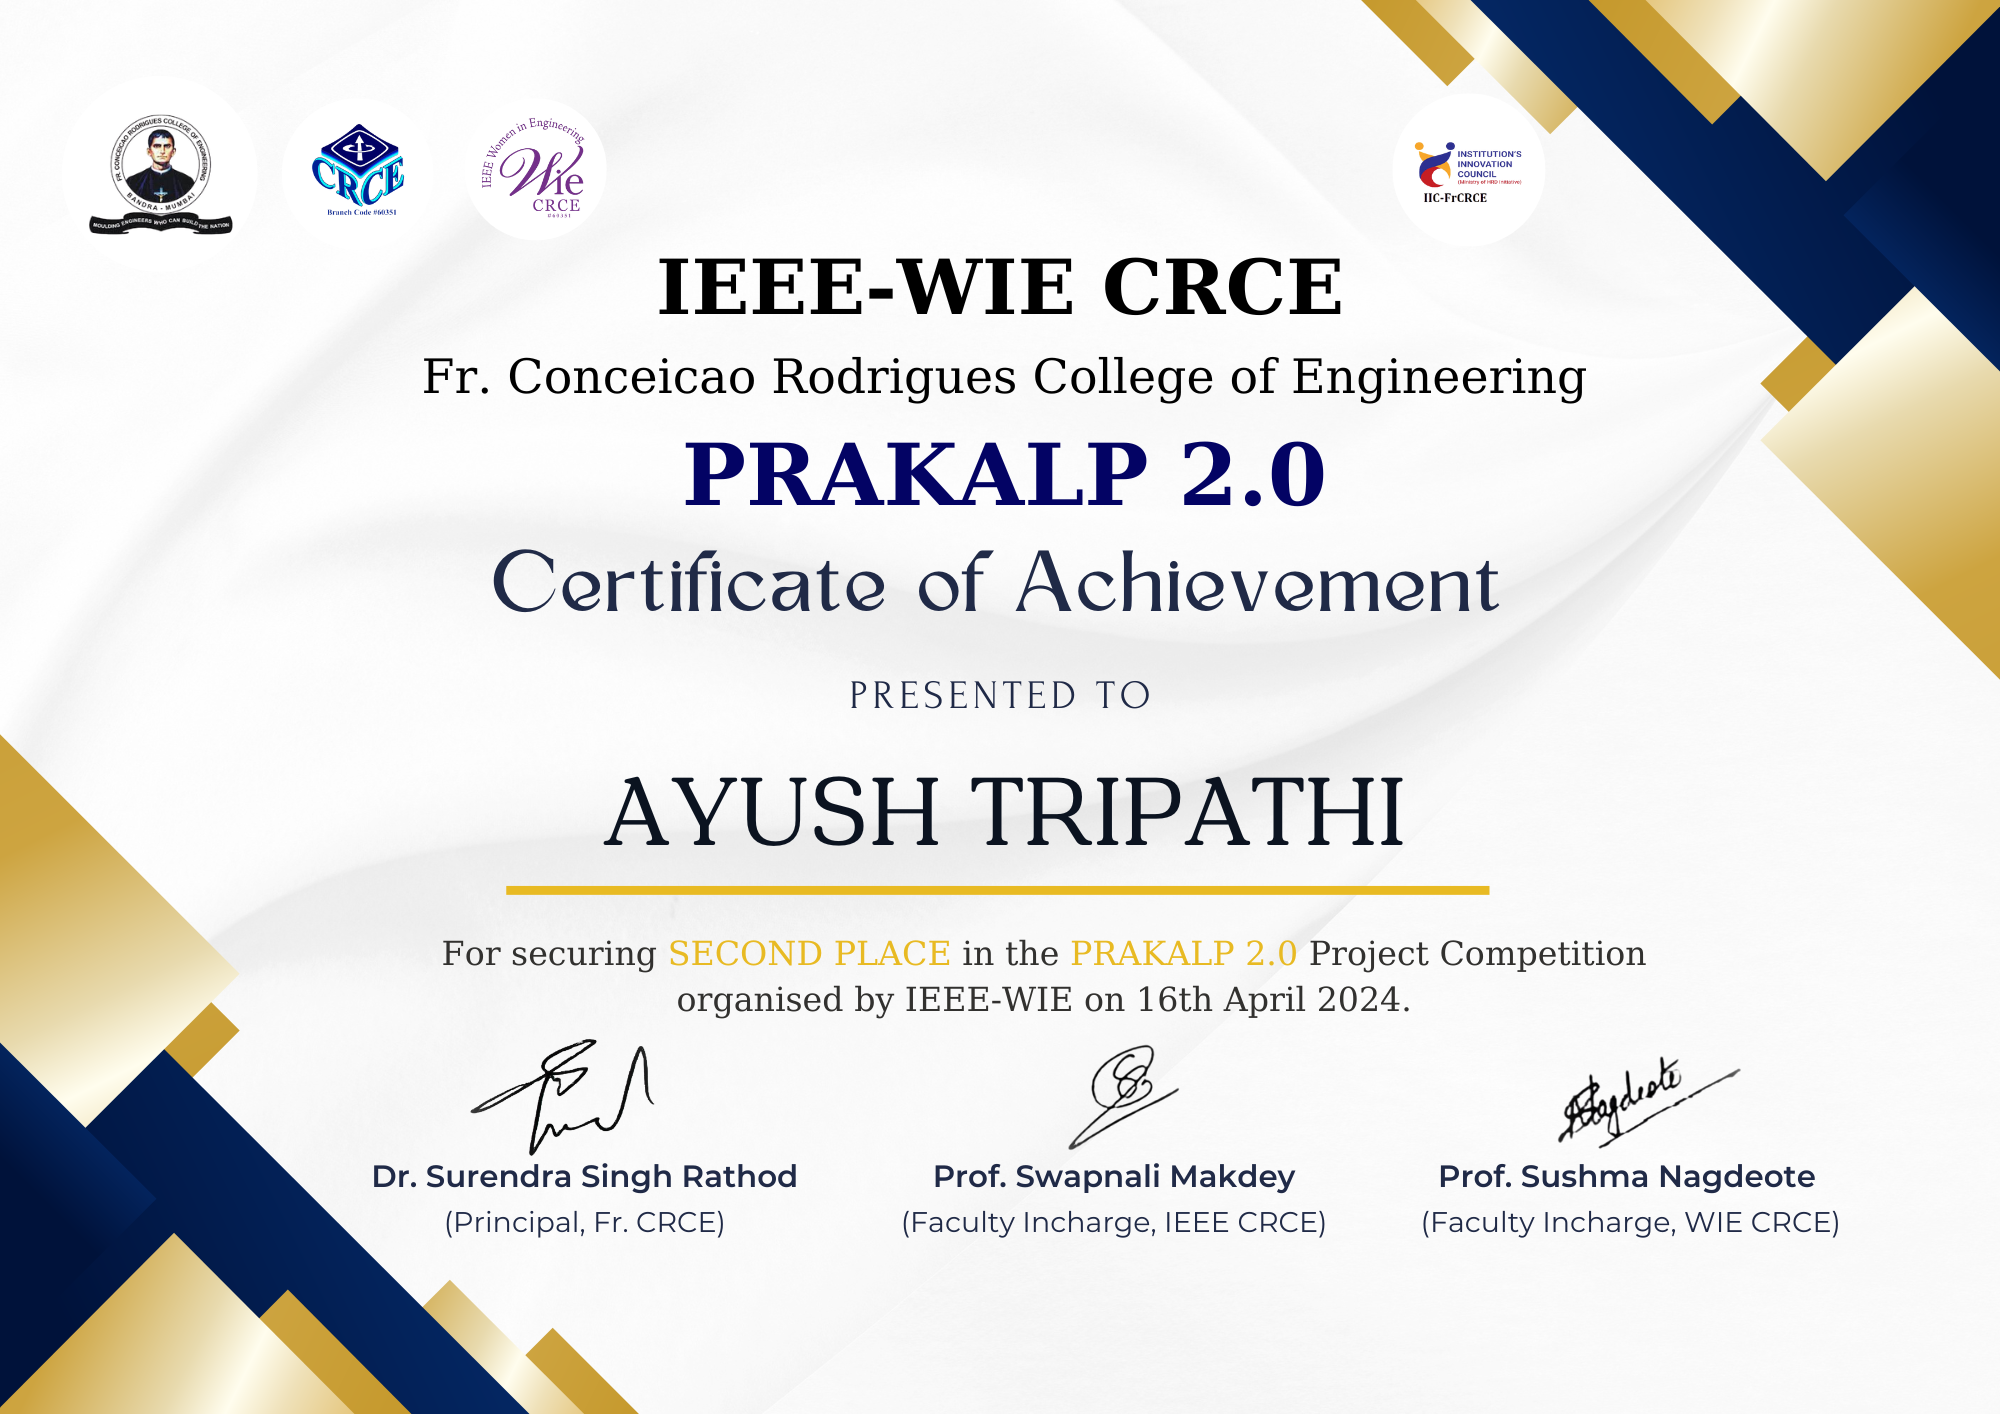 FR. CONCEICAO RODRIGUES COLLEGE OF ENGINEERING
BANDRA - MUMBAI
MOULDING ENGINEERS WHO CAN BUILD THE NATION
CRCE
Branch Code #60351
IEEE Women in Engineering
Wie
CRCE
#60351
INSTITUTION'S
INNOVATION
COUNCIL
(Ministry of HRD Initiative)
IIC-FrCRCE
IEEE-WIE CRCE
Fr. Conceicao Rodrigues College of Engineering
PRAKALP 2.0
Certificate of Achievement
PRESENTED TO
AYUSH TRIPATHI
For securing SECOND PLACE in the PRAKALP 2.0 Project Competition
organised by IEEE-WIE on 16th April 2024.
Nagdeote
Dr. Surendra Singh Rathod
(Principal, Fr. CRCE)
Prof. Swapnali Makdey
(Faculty Incharge, IEEE CRCE)
Prof. Sushma Nagdeote
(Faculty Incharge, WIE CRCE)